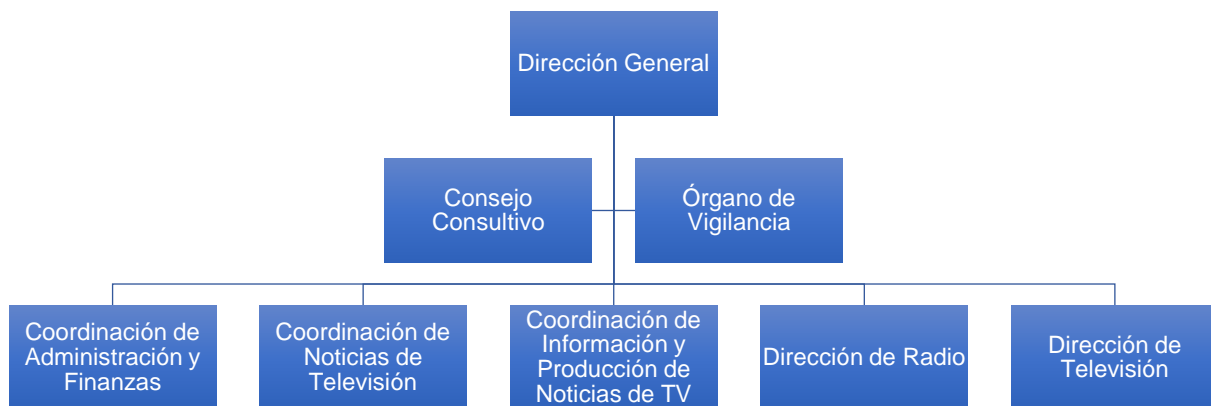 Dirección General
Consejo
Consultivo
Órgano de
Vigilancia
Coordinación de
Administración y
Finanzas
Coordinación de
Noticias de
Televisión
Coordinación de
Información y
Producción de
Noticias de TV
Dirección de Radio
Dirección de
Televisión